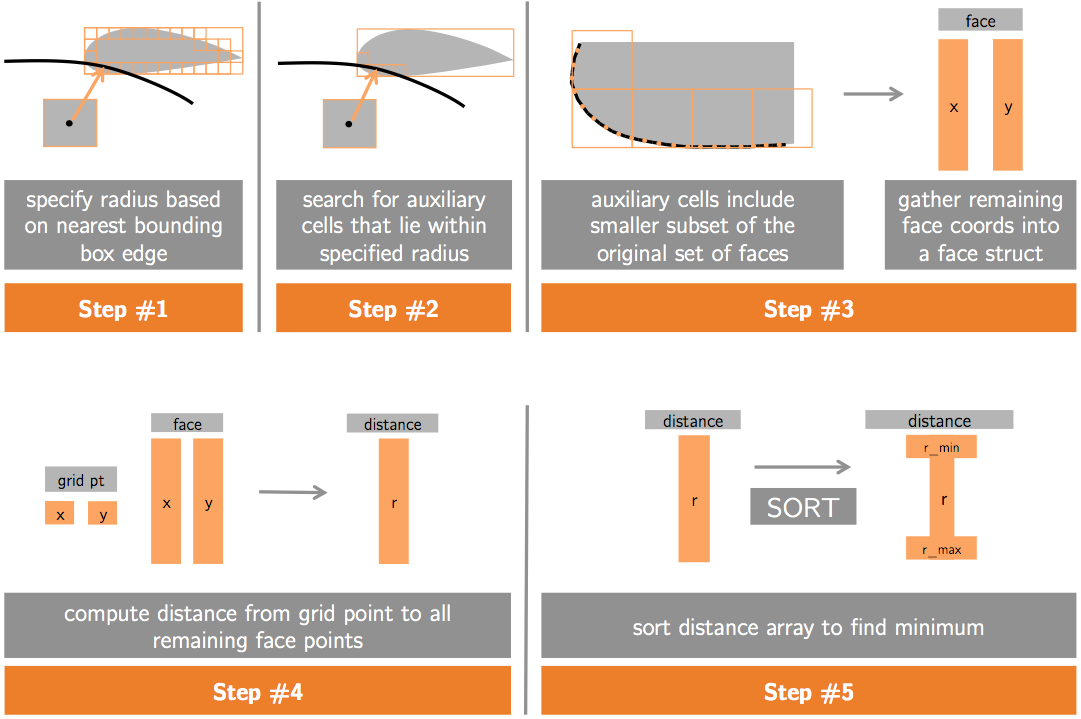 specify radius based
on nearest bounding
box edge
Step #1
search for auxiliary
cells that lie within
specified radius
Step #2
face
x y
auxiliary cells include
smaller subset of the
original set of faces
gather remaining
face coords into
a face struct
Step #3
grid pt
x y
face
x y
distance
r
compute distance from grid point to all
remaining face points
Step #4
distance
r
SORT
distance
r_min
r
r_max
sort distance array to find minimum
Step #5